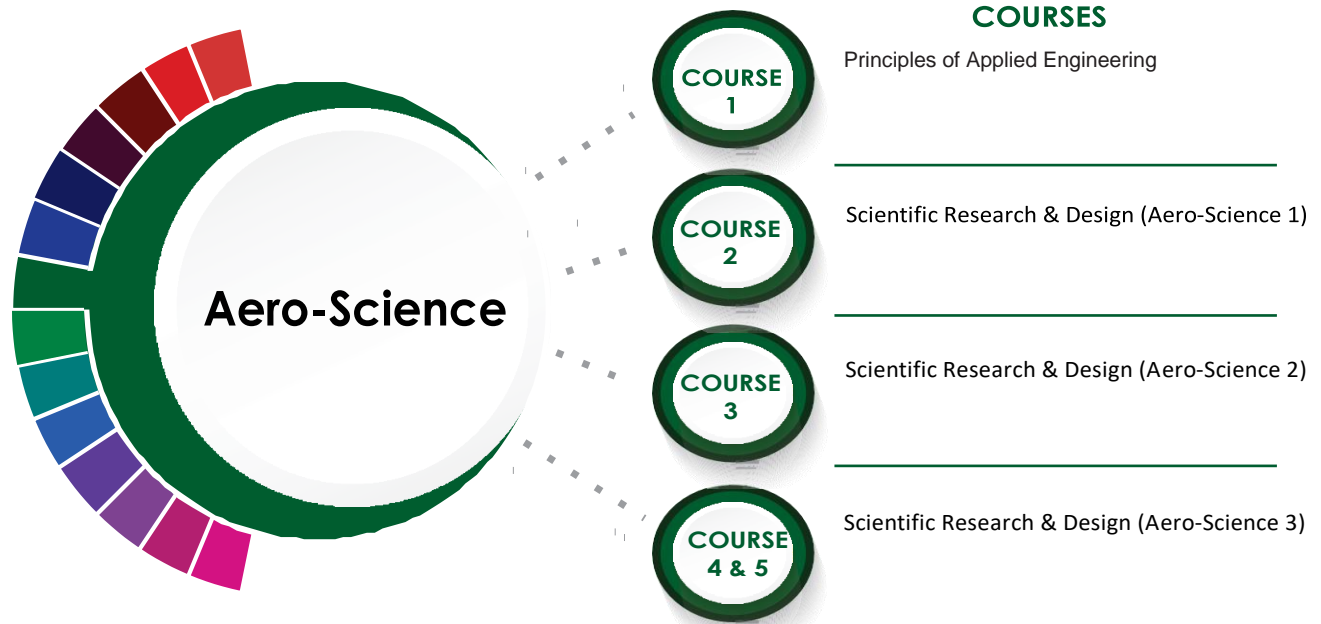 COURSES
Aero-Science
COURSE
1
Principles of Applied Engineering
COURSE
2
Scientific Research & Design (Aero-Science 1)
COURSE
3
Scientific Research & Design (Aero-Science 2)
COURSE
4 & 5
Scientific Research & Design (Aero-Science 3)